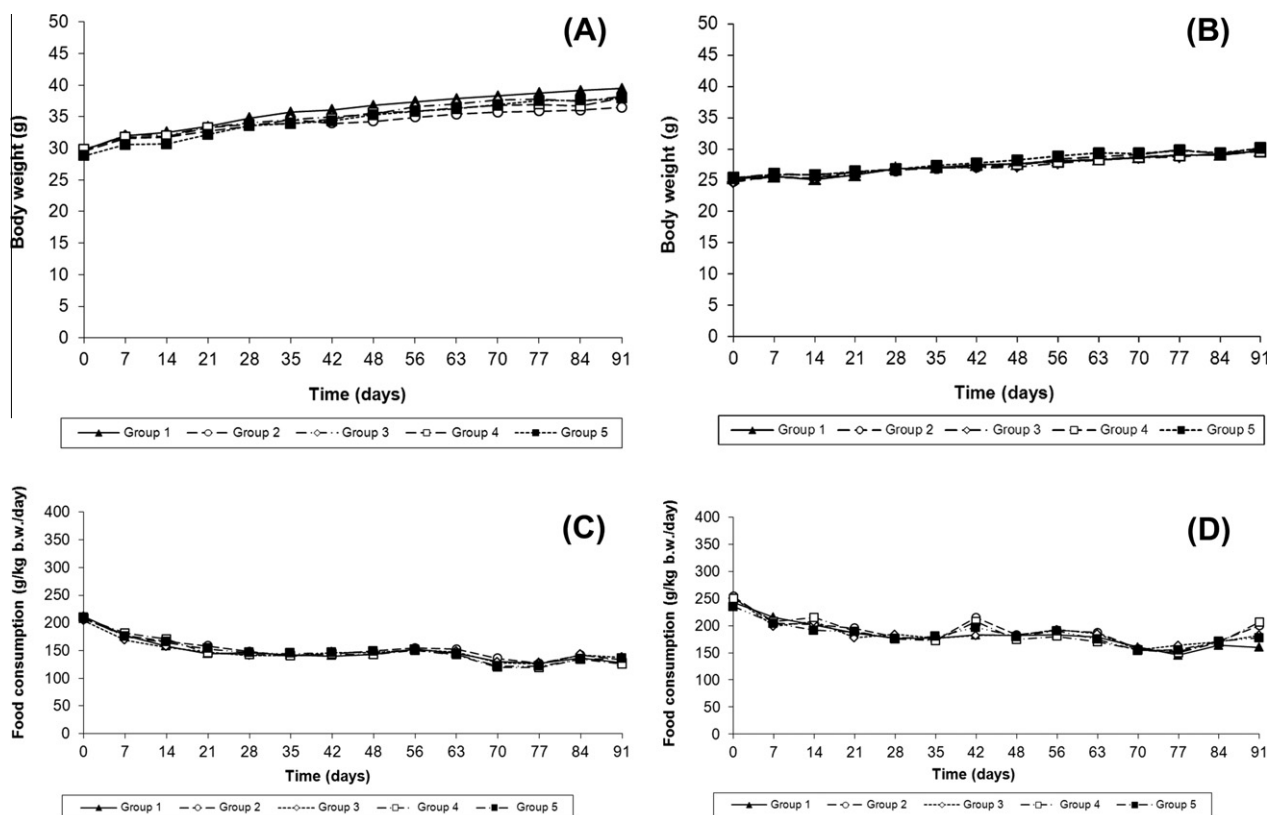 (A)
Body weight (g)
50
45
40
35
30
25
20
15
10
5
0
0 7 14 21 28 35 42 48 56 63 70 77 84 91
Time (days)
Group 1 Group 2 Group 3 Group 4 Group 5
(B)
Body weight (g)
50
45
40
35
30
25
20
15
10
5
0
0 7 14 21 28 35 42 48 56 63 70 77 84 91
Time (days)
Group 1 Group 2 Group 3 Group 4 Group 5
(C)
Food consumption (g/kg b.w./day)
400
350
300
250
200
150
100
50
0
0 7 14 21 28 35 42 48 56 63 70 77 84 91
Time (days)
Group 1 Group 2 Group 3 Group 4 Group 5
(D)
Food consumption (g/kg b.w./day)
400
350
300
250
200
150
100
50
0
0 7 14 21 28 35 42 48 56 63 70 77 84 91
Time (days)
Group 1 Group 2 Group 3 Group 4 Group 5